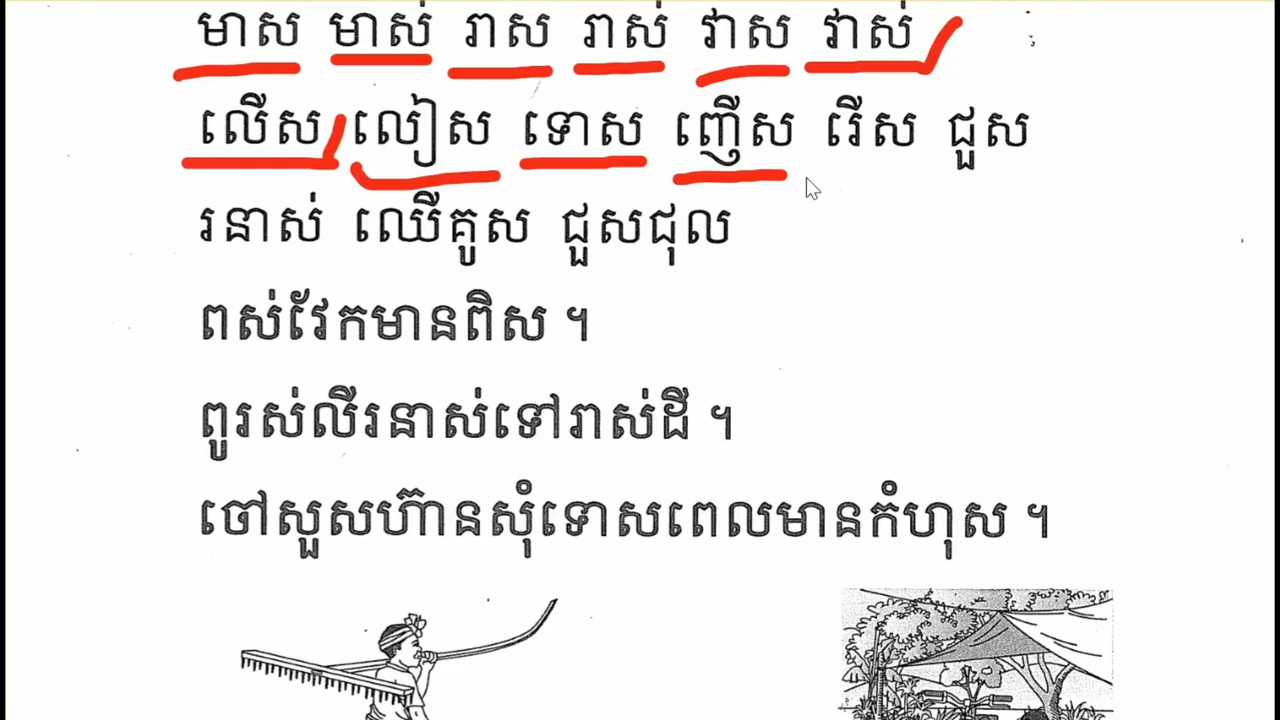 មាស មាស់ រាស រាស់ វាស វាស់
លើស លៀស ទោស ញើស រើស ជួស
រនាស់ ឈើគូស ជួសជុល
ពស់វែកមានពិស ។
ពូរស់លីរនាស់ទៅរាស់ដី ។
ចៅសួសហ៊ានសុំទោសពេលមានកំហុស ។